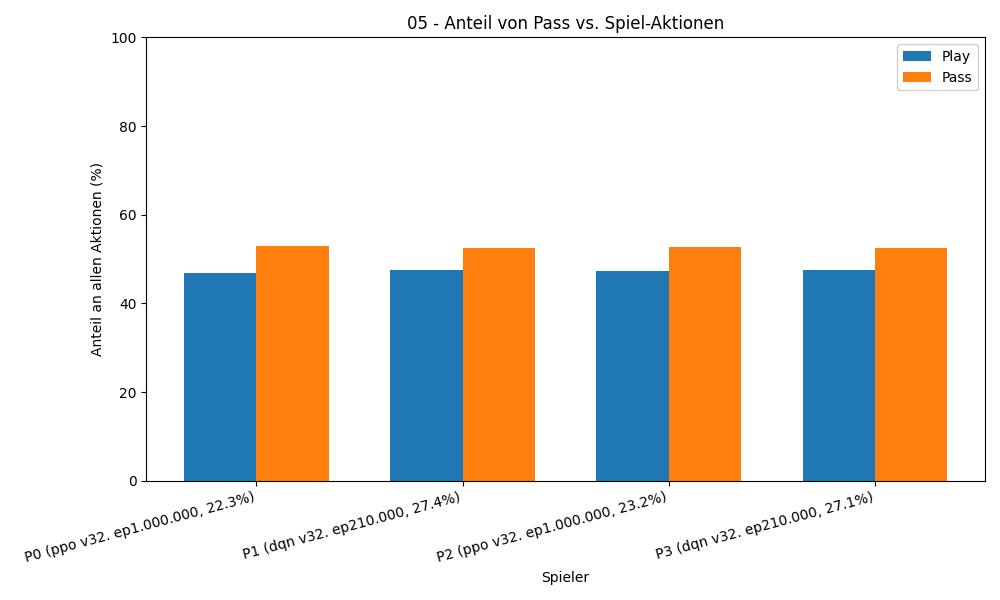 05 - Anteil von Pass vs. Spiel-Aktionen
Play
Pass
Anteil an allen Aktionen (%)
100
80
60
40
20
0
P0 (ppo v32. ep1.000.000, 22.3%)
P1 (dqn v32. ep210.000, 27.4%)
P2 (ppo v32. ep1.000.000, 23.2%)
P3 (dqn v32. ep210.000, 27.1%)
Spieler